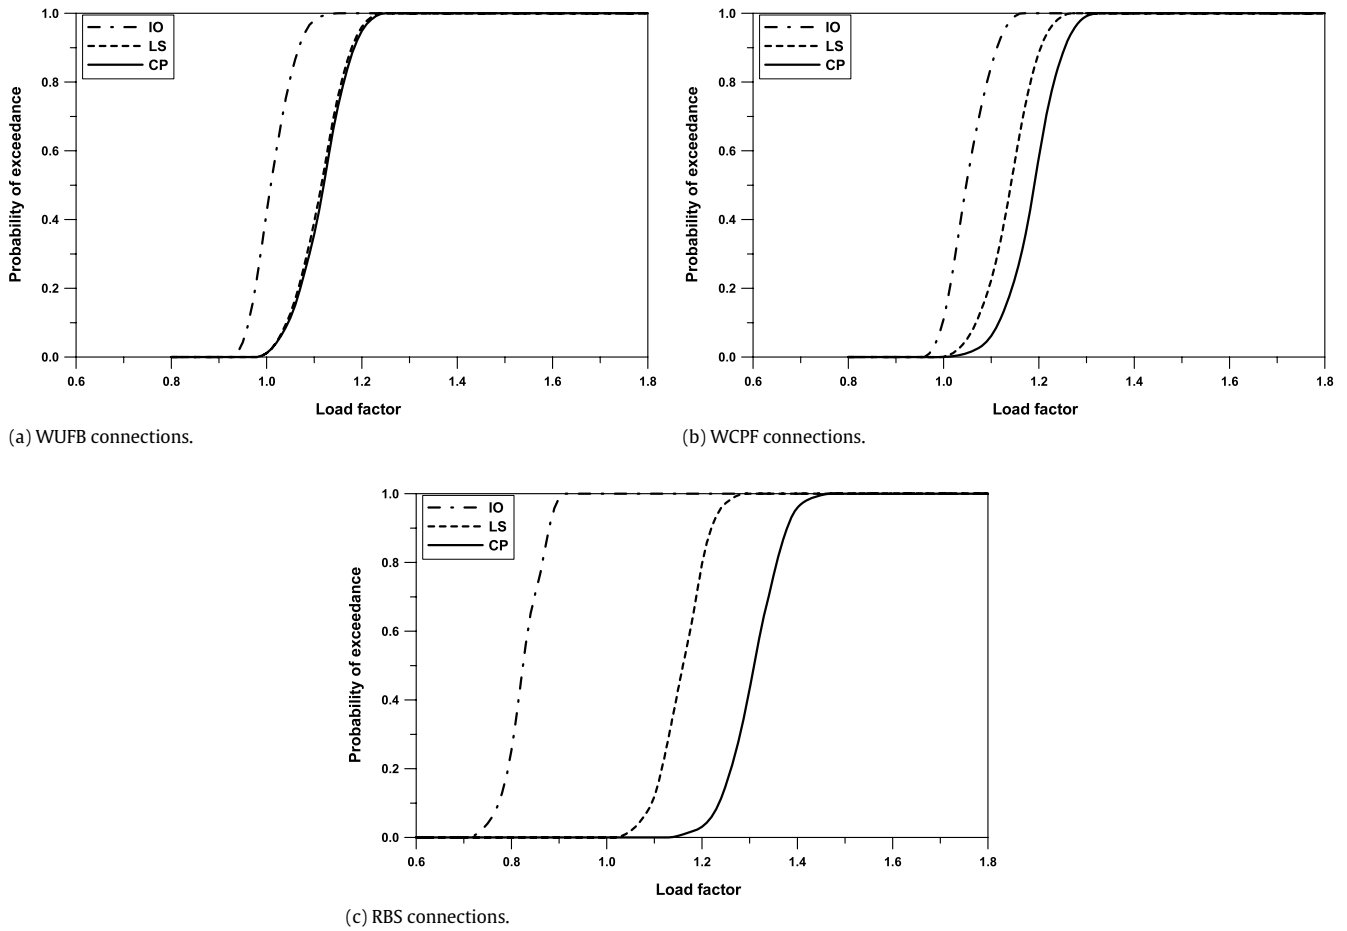 Probability of exceedance
1.0
0.8
0.6
0.4
0.2
0.0
IO
LS
CP
0.6 0.8 1.0 1.2 1.4 1.6 1.8
Load factor
(a) WUFB connections.
Probability of exceedance
1.0
0.8
0.6
0.4
0.2
0.0
IO
LS
CP
0.6 0.8 1.0 1.2 1.4 1.6 1.8
Load factor
(b) WCPF connections.
Probability of exceedance
1.0
0.8
0.6
0.4
0.2
0.0
IO
LS
CP
0.6 0.8 1.0 1.2 1.4 1.6 1.8
Load factor
(c) RBS connections.